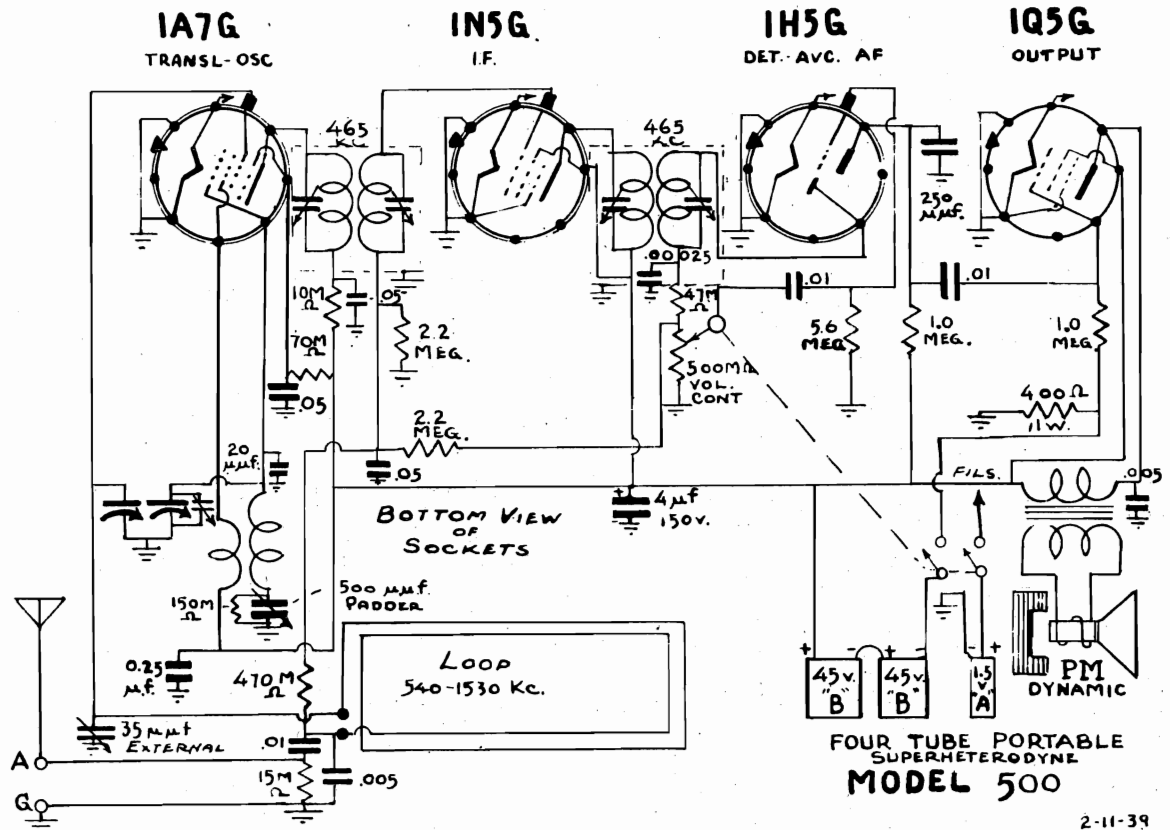 1A7G
TRANSL-OSC
1N5G
I.F.
1H5G
DET.-AVC. AF
1Q5G
OUTPUT
465
KC.
465
KC.
250
µµf.
.00025
.05
10M
Ω
47M
Ω
.01
.01
70M
Ω
2.2
MEG.
5.6
MEG
1.0
MEG.
1.0
MEG.
500MΩ
VOL.
CONT
.05
400Ω
11W.
2.2
MEG.
20
µµf.
.05
FILS.
.005
+
4µf
150v.
BOTTOM VIEW
OF
SOCKETS
150M
Ω
500µµf.
PADDER
0.25
µf.
470M
Ω
LOOP
540-1530 KC.
+ - + - - +
45v.
"B"
45v.
"B"
1.5
v.
"A"
PM
DYNAMIC
35µµf
EXTERNAL
.01
A
15M
Ω
.005
G
FOUR TUBE PORTABLE
SUPERHETERODYNE
MODEL 500
2-11-39